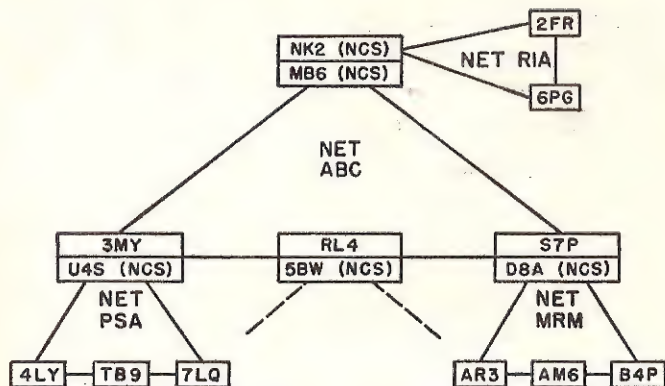 2FR
NK2 (NCS)
NET RIA
MB6 (NCS)
6PG
NET
ABC
3MY
RL4
S7P
U4S (NCS)
5BW (NCS)
D8A (NCS)
NET
PSA
NET
MRM
4LY
TB9
7LQ
AR3
AM6
B4P